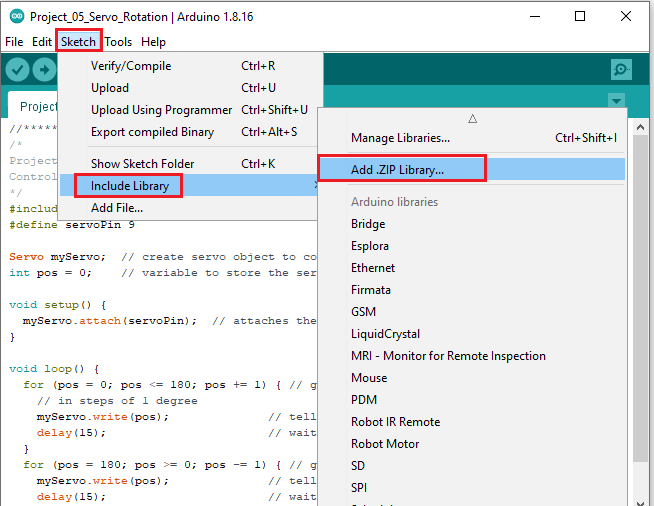 Project_05_Servo_Rotation | Arduino 1.8.16
File Edit Sketch Tools Help
Verify/Compile Ctrl+R
Upload Ctrl+U
Upload Using Programmer Ctrl+Shift+U
Export compiled Binary Ctrl+Alt+S
Show Sketch Folder Ctrl+K
Include Library
Add File...
Manage Libraries... Ctrl+Shift+I
Add .ZIP Library...
Arduino libraries
Bridge
Esplora
Ethernet
Firmata
GSM
LiquidCrystal
MRI - Monitor for Remote Inspection
Mouse
PDM
Robot IR Remote
Robot Motor
SD
SPI
Project
//*****
/*
Project
Control
*/
#includ
#define servoPin 9
Servo myServo;  // create servo object to co
int pos = 0;    // variable to store the ser
void setup() {
  myServo.attach(servoPin);  // attaches the
}
void loop() {
  for (pos = 0; pos <= 180; pos += 1) { // g
    // in steps of 1 degree
    myServo.write(pos);              // tell
    delay(15);                       // wait
  }
  for (pos = 180; pos >= 0; pos -= 1) { // g
    myServo.write(pos);              // tell
    delay(15);                       // wait